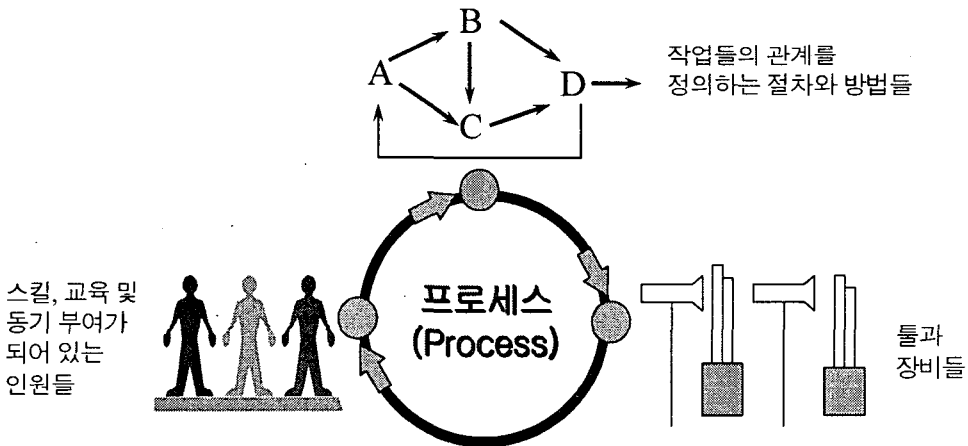 B
A
D
C
작업들의 관계를
정의하는 절차와 방법들
프로세스
(Process)
스킬, 교육 및
동기 부여가
되어 있는
인원들
툴과
장비들